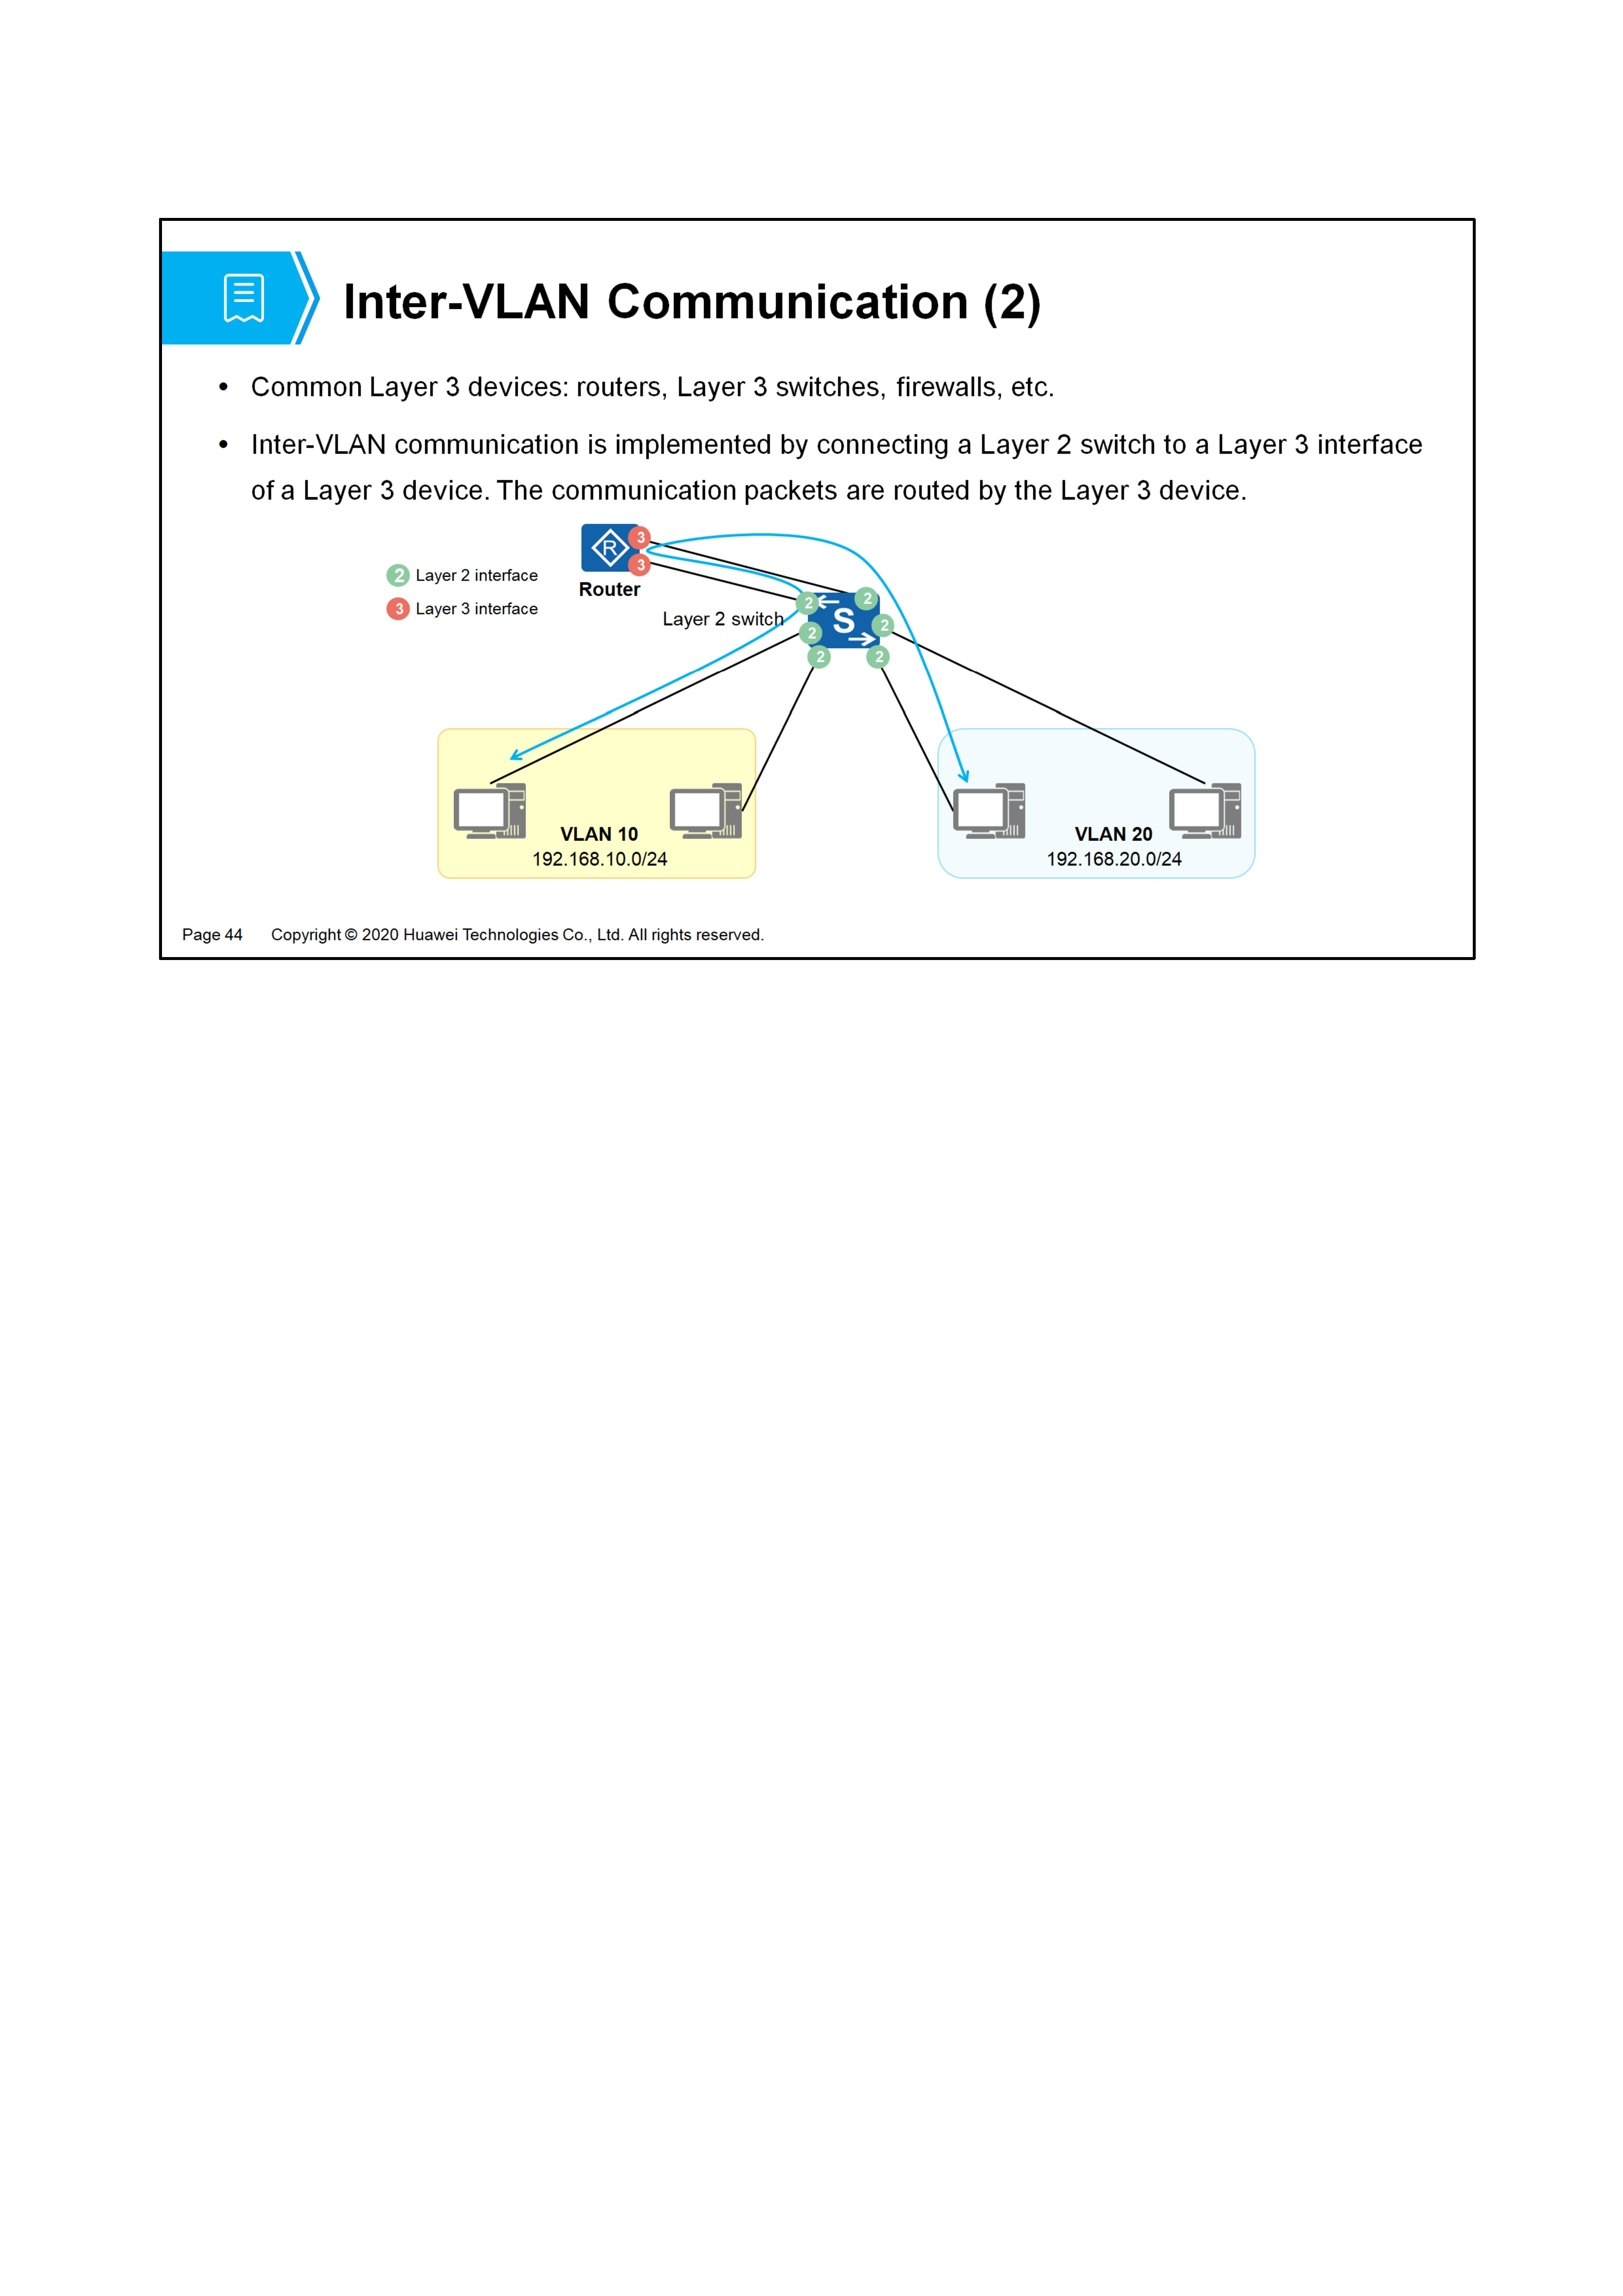 Inter-VLAN Communication (2)
• Common Layer 3 devices: routers, Layer 3 switches, firewalls, etc.
• Inter-VLAN communication is implemented by connecting a Layer 2 switch to a Layer 3 interface
of a Layer 3 device. The communication packets are routed by the Layer 3 device.
R
3
3
Router
2 Layer 2 interface
3 Layer 3 interface
Layer 2 switch
S
2
2
2
2
2
2
VLAN 10
192.168.10.0/24
VLAN 20
192.168.20.0/24
Page 44 Copyright © 2020 Huawei Technologies Co., Ltd. All rights reserved.